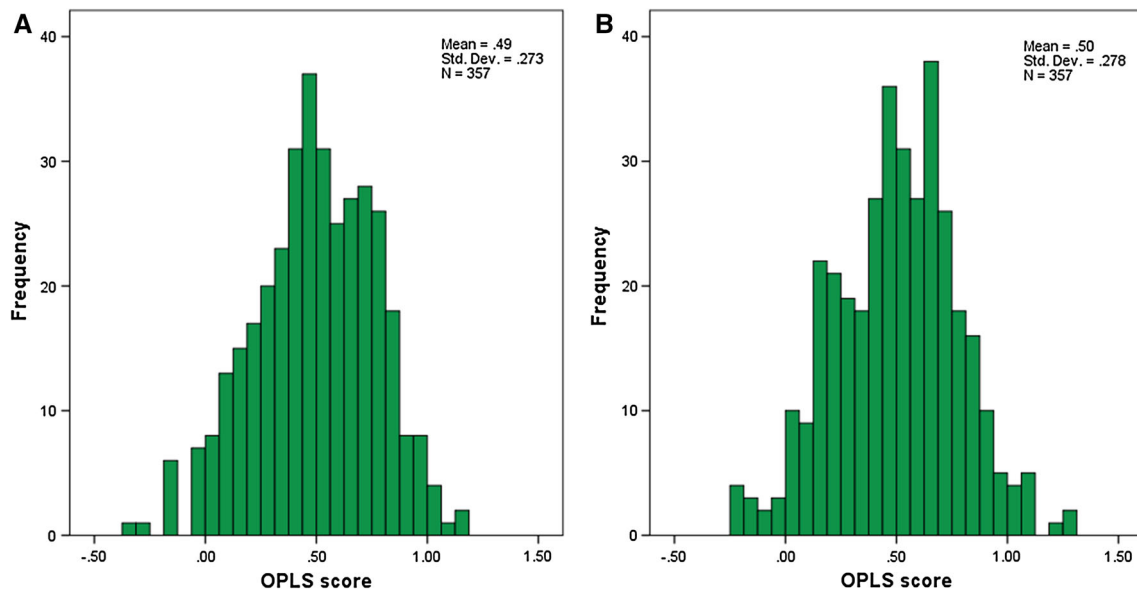 A
Mean = .49
Std. Dev. = .273
N = 357
Frequency
40
30
20
10
0
-.50
.00
.50
1.00
1.50
OPLS score
B
Mean = .50
Std. Dev. = .278
N = 357
Frequency
40
30
20
10
0
-.50
.00
.50
1.00
1.50
OPLS score